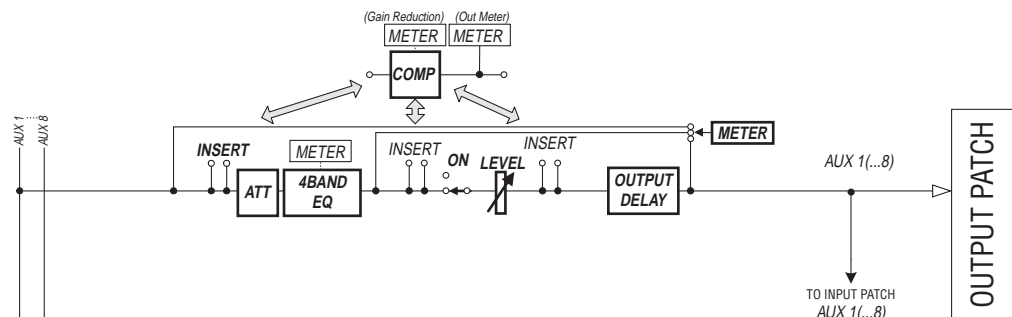 (Gain Reduction)
(Out Meter)
METER
METER
COMP
AUX 1
AUX 8
INSERT
METER
INSERT
ON
LEVEL
INSERT
METER
ATT
4BAND
EQ
OUTPUT
DELAY
AUX 1(...8)
OUTPUT PATCH
TO INPUT PATCH
AUX 1(...8)